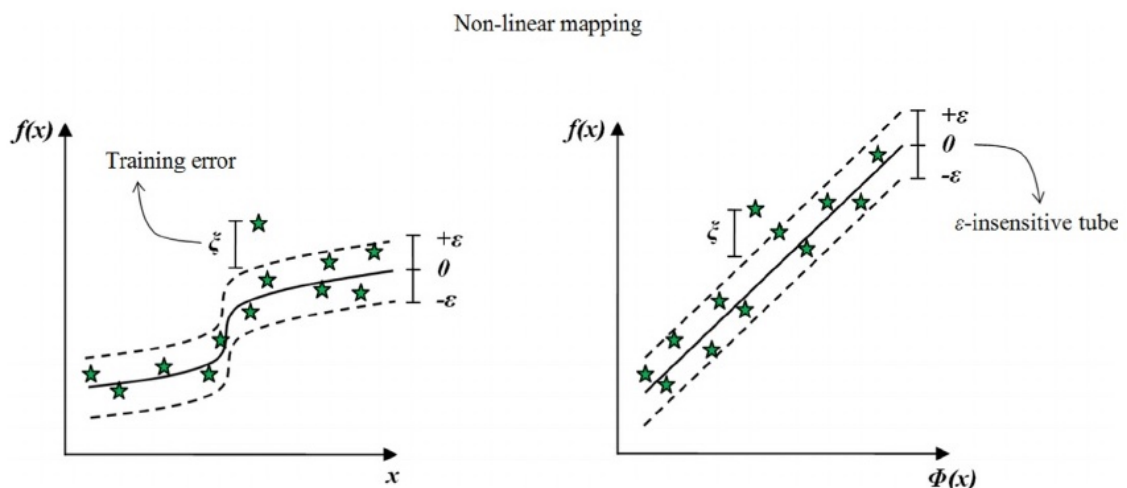 Non-linear mapping
f(x)
Training error
ξ
+ε
0
-ε
x
f(x)
ξ
+ε
0
-ε
ε-insensitive tube
Φ(x)